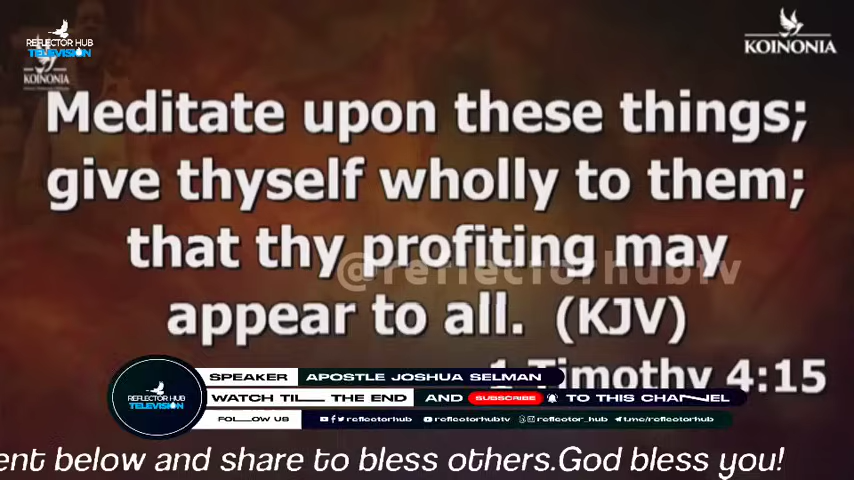 REFLECTOR HUB
TELEVISION
KOINONIA
KOINONIA
Meditate upon these things;
give thyself wholly to them;
that thy profiting may
@reflectorhubtv
appear to all. (KJV)
1 Timothy 4:15
REFLECTOR HUB
TELEVISION
SPEAKER APOSTLE JOSHUA SELMAN
WATCH TILL THE END AND SUBSCRIBE TO THIS CHANNEL
FOLLOW US reflectorhub reflectorhubtv reflector_hub t.me/reflectorhub
ent below and share to bless others.God bless you!